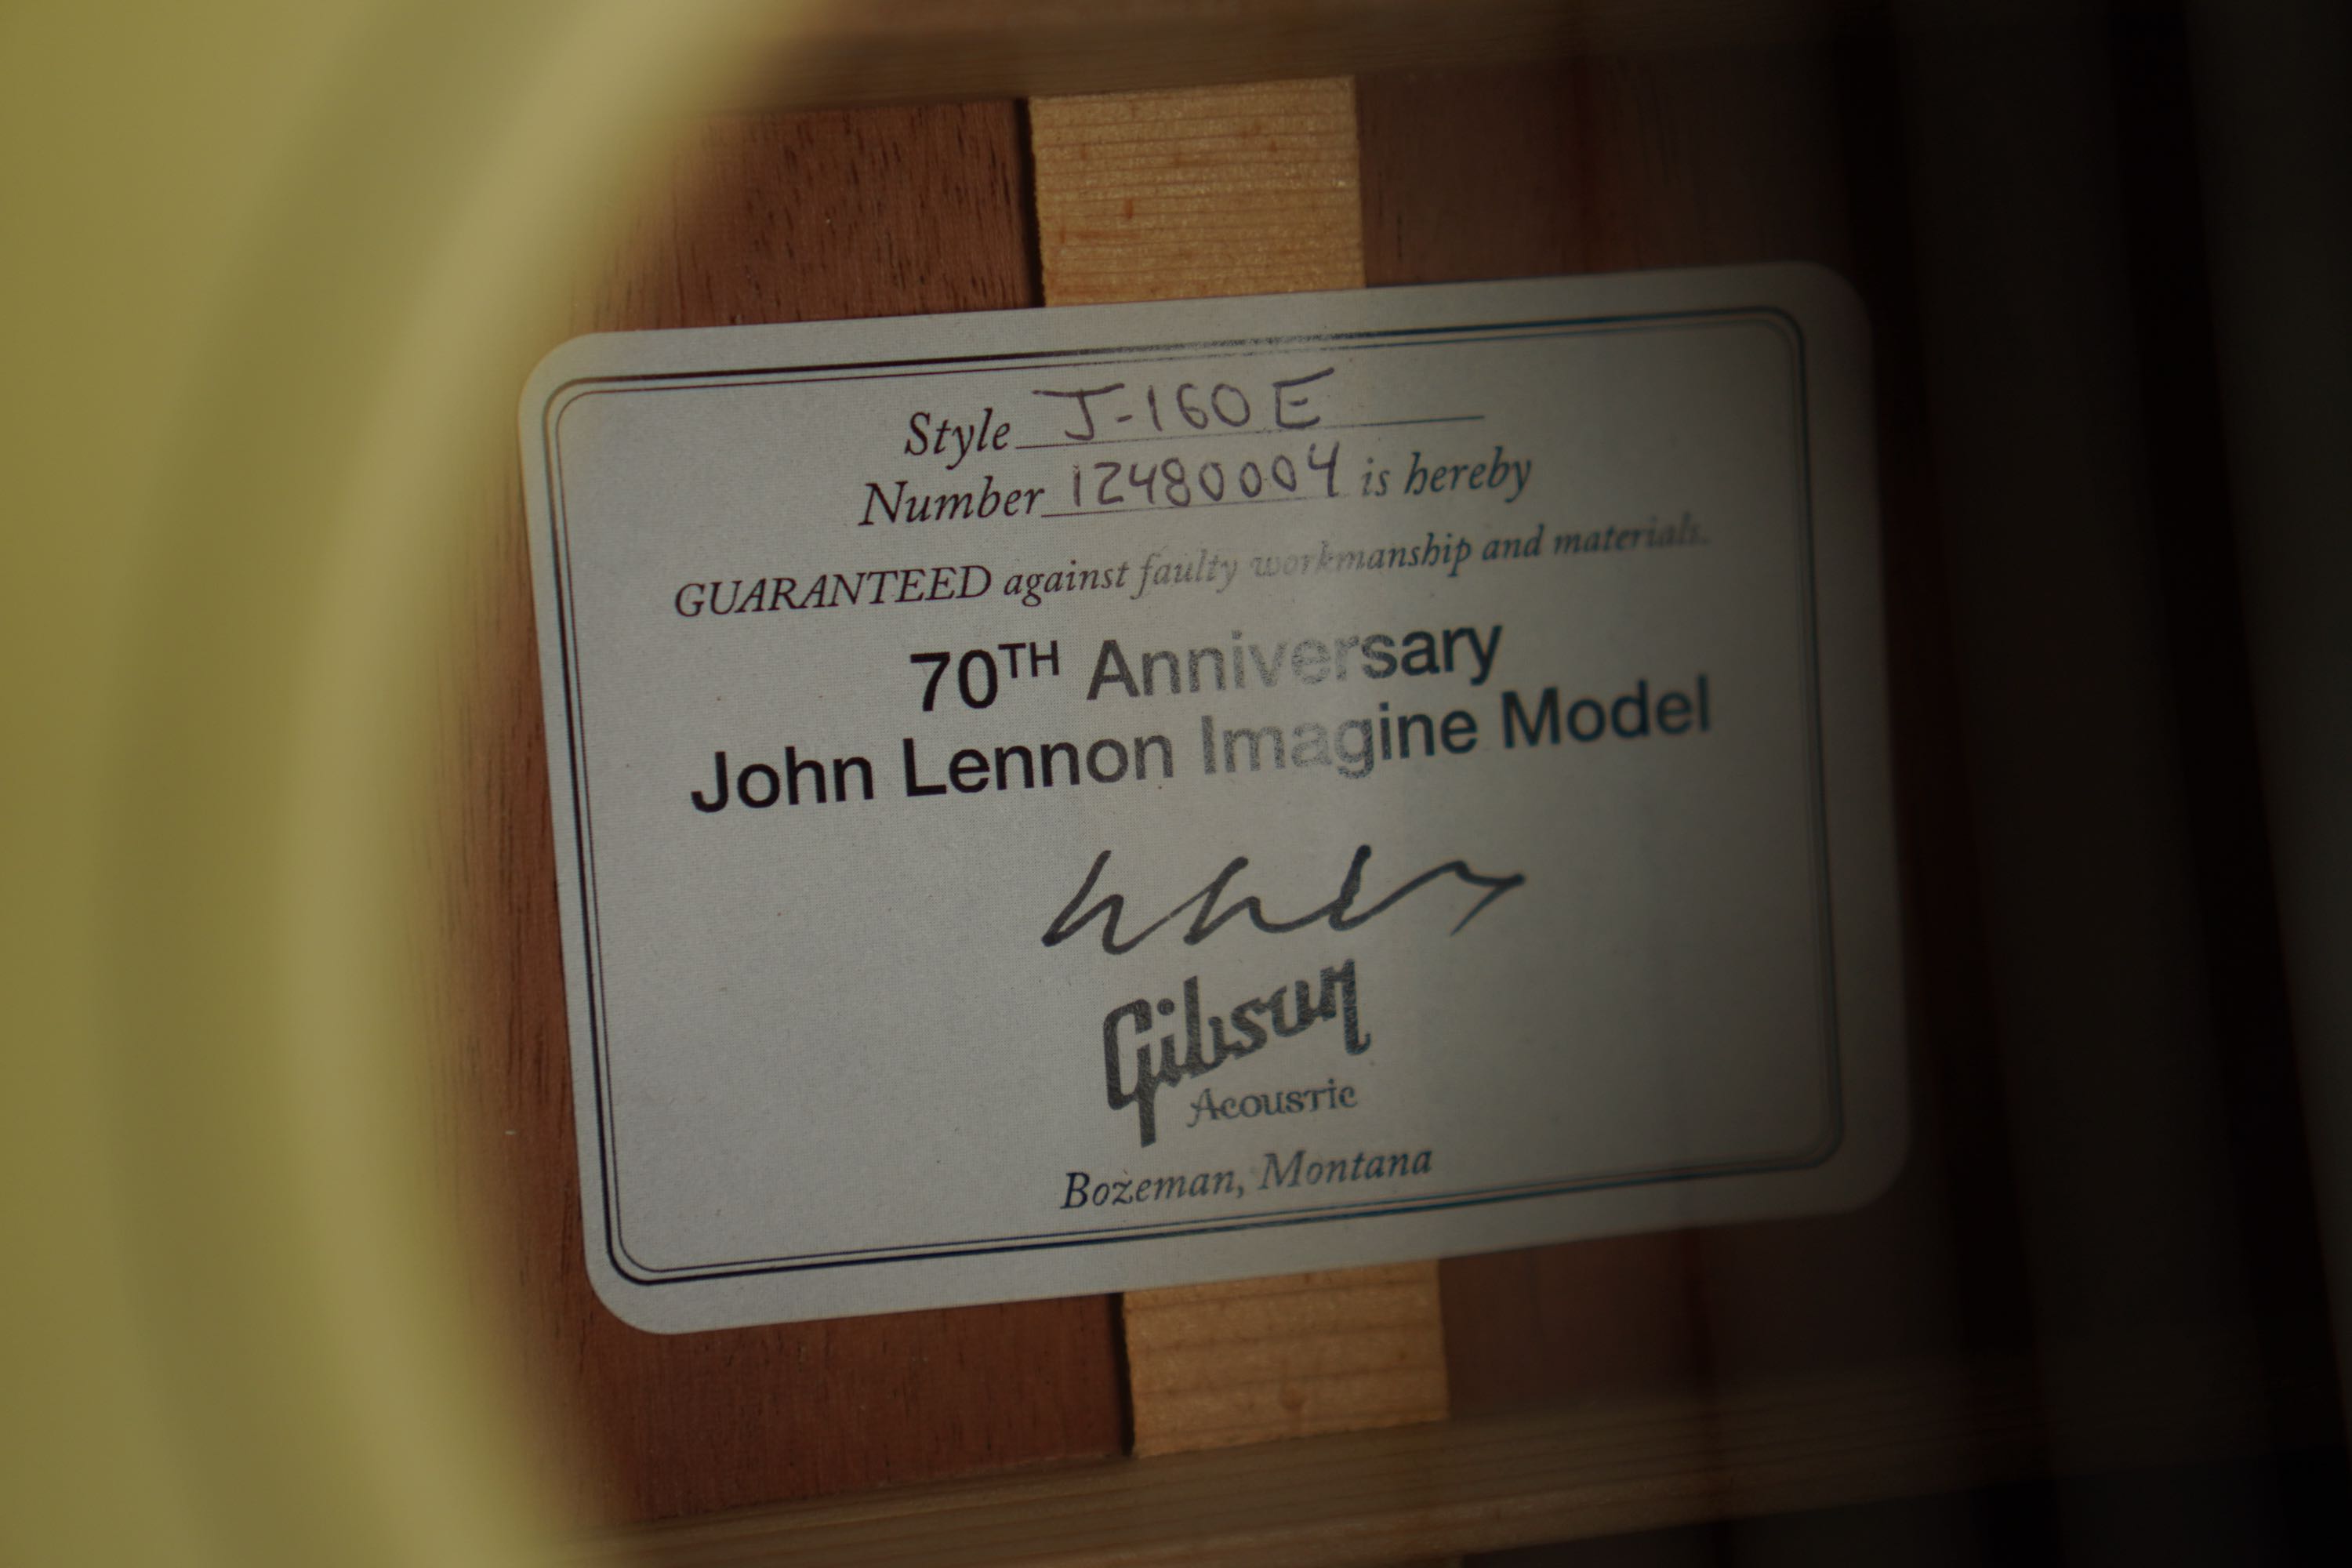 Style J-160E
Number 12480004 is hereby
GUARANTEED against faulty workmanship and materials.
70TH Anniversary
John Lennon Imagine Model
Gibson
Acoustic
Bozeman, Montana